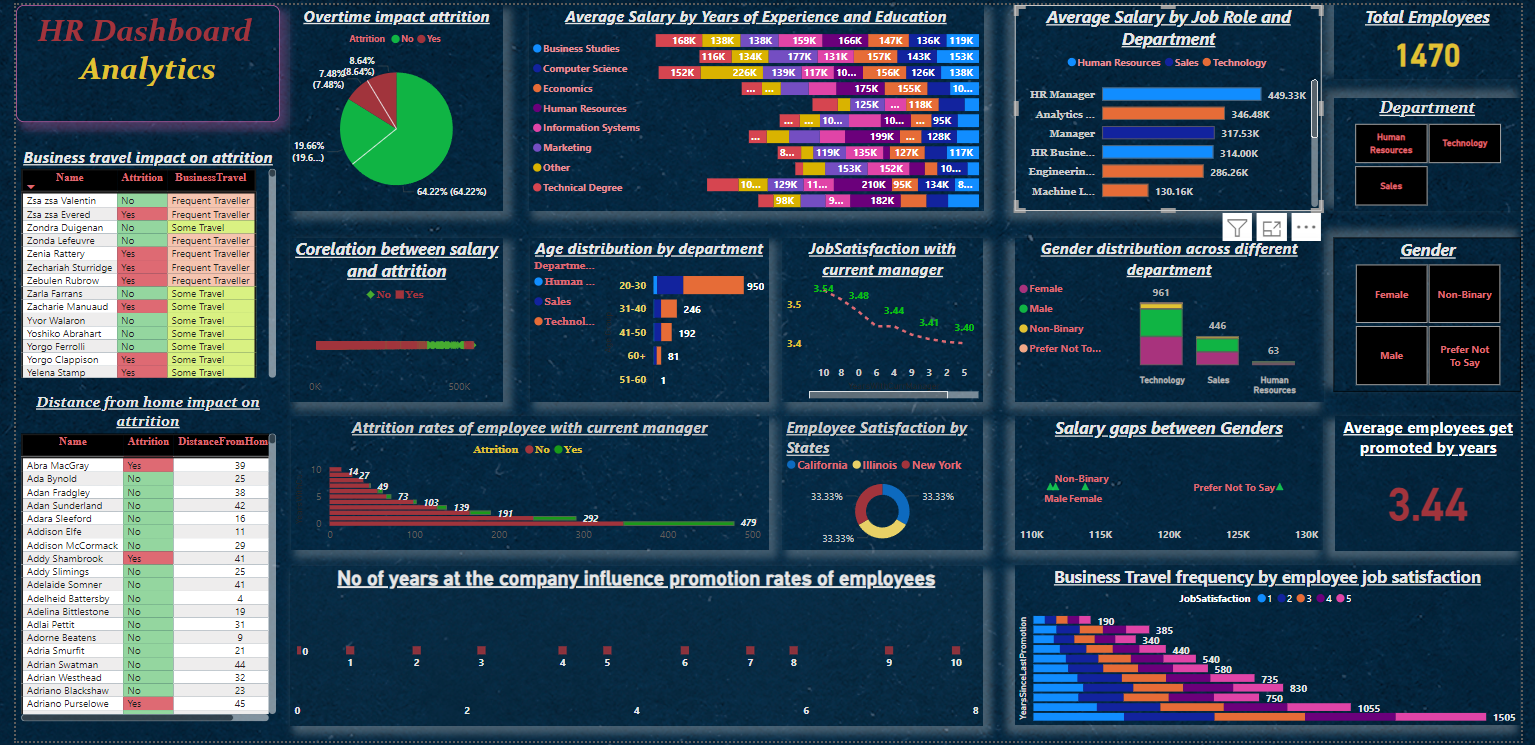 HR Dashboard
Analytics
Overtime impact attrition
Attrition No Yes
8.64%
(8.64%)
7.48%
(7.48%)
19.66%
(19.6...)
64.22% (64.22%)
Average Salary by Years of Experience and Education
Business Studies
Computer Science
Economics
Human Resources
Information Systems
Marketing
Other
Technical Degree
168K 138K 138K 159K 166K 147K 136K 119K
116K 134K 177K 131K 157K 143K 153K
152K 226K 139K 117K 10... 156K 126K 138K
... ... 175K 155K 10...
125K ... 118K
... ... 10... 10... ... 95K
... 199K ... 128K
8... 119K 135K 127K 117K
... 153K 152K 10...
10... 129K 11... 210K 95K 134K 8...
98K 9... 182K
Average Salary by Job Role and
Department
Human Resources Sales Technology
HR Manager 449.33K
Analytics ... 346.48K
Manager 317.53K
HR Busine... 314.00K
Engineerin... 286.26K
Machine L... 130.16K
Total Employees
1470
Department
Human
Resources
Technology
Sales
Business travel impact on attrition
Name Attrition BusinessTravel
Zsa zsa Valentin No Frequent Traveller
Zsa zsa Evered Yes Frequent Traveller
Zondra Duigenan No Some Travel
Zonda Lefeuvre No Frequent Traveller
Zenia Rattery Yes Frequent Traveller
Zechariah Sturridge Yes Frequent Traveller
Zebulen Rubrow Yes Frequent Traveller
Zarla Farrans No Some Travel
Zacharie Manuaud Yes Some Travel
Yvor Walaron No Some Travel
Yoshiko Abrahart No Some Travel
Yorgo Ferrolli No Some Travel
Yorgo Clappison Yes Some Travel
Yelena Stamp Yes Some Travel
Corelation between salary
and attrition
No Yes
0K 500K
Age distribution by department
Departme...
Human ...
Sales
Technol...
20-30 950
31-40 246
41-50 192
60+ 81
51-60 1
JobSatisfaction with
current manager
3.5
3.4
3.54
3.48
3.44
3.41
3.40
10 8 0 6 4 9 3 2 5
Gender distribution across different
department
Female
Male
Non-Binary
Prefer Not To...
961
446
63
Technology Sales Human
Resources
Gender
Female Non-Binary
Male Prefer Not
To Say
Distance from home impact on
attrition
Name Attrition DistanceFromHom
Abra MacGray Yes 39
Ada Bynold No 25
Adan Fradgley No 38
Adan Sunderland No 42
Adara Sleeford No 16
Addison Elfe No 11
Addison McCormack No 29
Addy Shambrook Yes 41
Addy Slimings No 25
Adelaide Somner No 41
Adelheid Battersby No 4
Adelina Bittlestone No 19
Adlai Pettit No 31
Adorne Beatens No 9
Adria Smurfit No 21
Adrian Swatman No 44
Adrian Westhead No 32
Adriano Blackshaw No 23
Adriano Purselowe Yes 45
Attrition rates of employee with current manager
Attrition No Yes
10
5
0
14
27
49
73
103
139
191
292
479
0 100 200 300 400 500
Employee Satisfaction by
States
California Illinois New York
33.33%
33.33%
33.33%
Salary gaps between Genders
Non-Binary
Male Female
Prefer Not To Say
110K 115K 120K 125K 130K
Average employees get
promoted by years
3.44
No of years at the company influence promotion rates of employees
0
1 2 3 4 5 6 7 8 9 10
0 2 4 6 8
Business Travel frequency by employee job satisfaction
JobSatisfaction 1 2 3 4 5
YearsSinceLastPromotion
190
385
340
440
540
580
735
830
750
1055
1505